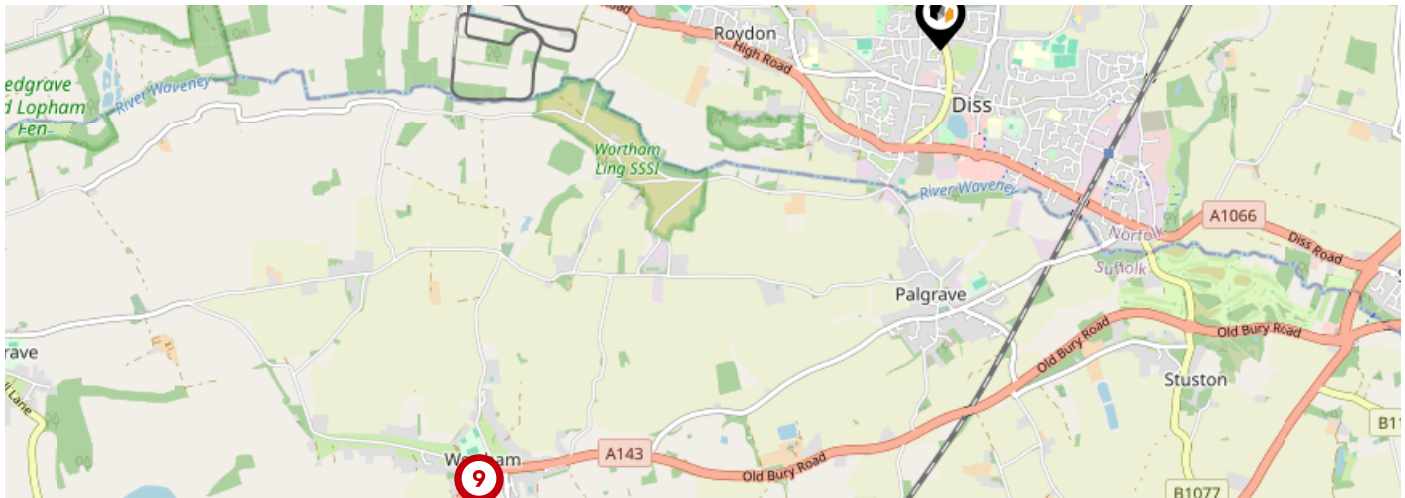 Roydon
High Road
edgrave
d Lopham
Fen
River Waveney
Diss
Wortham
Ling SSSI
River Waveney
A1066
Norfolk
Diss Road
Suffolk
Palgrave
Old Bury Road
Old Bury Road
rave
Lane
Stuston
A143
9
Old Bury Road
B1077
B11